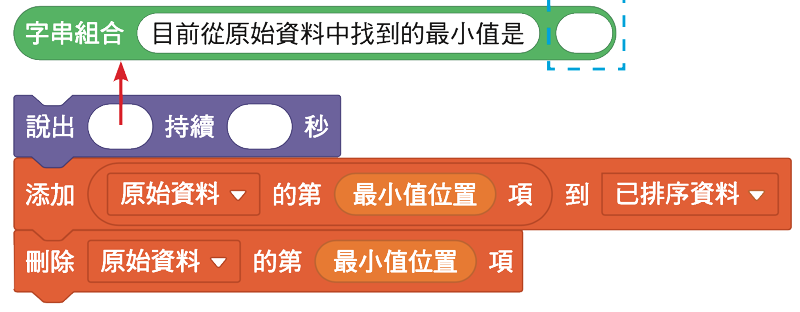 字串組合 目前從原始資料中找到的最小值是
說出 持續 秒
添加 原始資料 的第 最小值位置 項 到 已排序資料
刪除 原始資料 的第 最小值位置 項